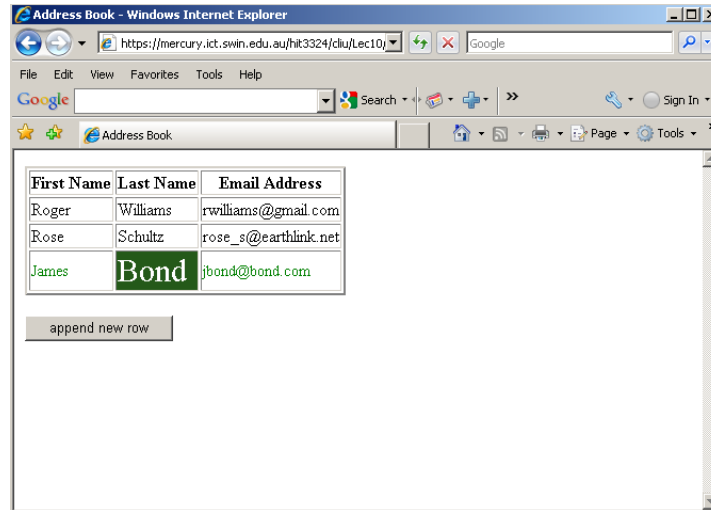 Address Book - Windows Internet Explorer
https://mercury.ict.swin.edu.au/hit3324/cliu/Lec10/ Google
File Edit View Favorites Tools Help
Google Search Sign In
Address Book Page Tools
First Name Last Name Email Address
Roger Williams rwilliams@gmail.com
Rose Schultz rose_s@earthlink.net
James Bond jbond@bond.com
append new row